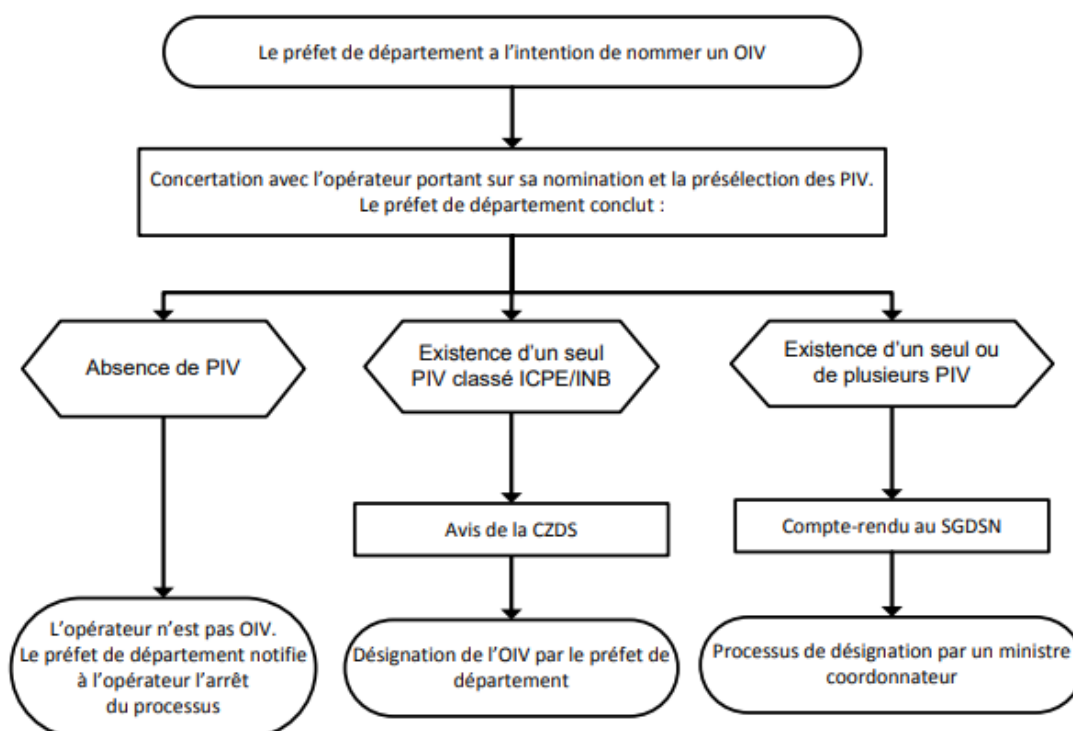 Le préfet de département a l’intention de nommer un OIV
Concertation avec l’opérateur portant sur sa nomination et la présélection des PIV.
Le préfet de département conclut :
Absence de PIV
Existence d’un seul
PIV classé ICPE/INB
Existence d’un seul ou
de plusieurs PIV
Avis de la CZDS
Compte-rendu au SGDSN
L’opérateur n’est pas OIV.
Le préfet de département notifie
à l’opérateur l’arrêt
du processus
Désignation de l’OIV par le préfet de
département
Processus de désignation par un ministre
coordonnateur